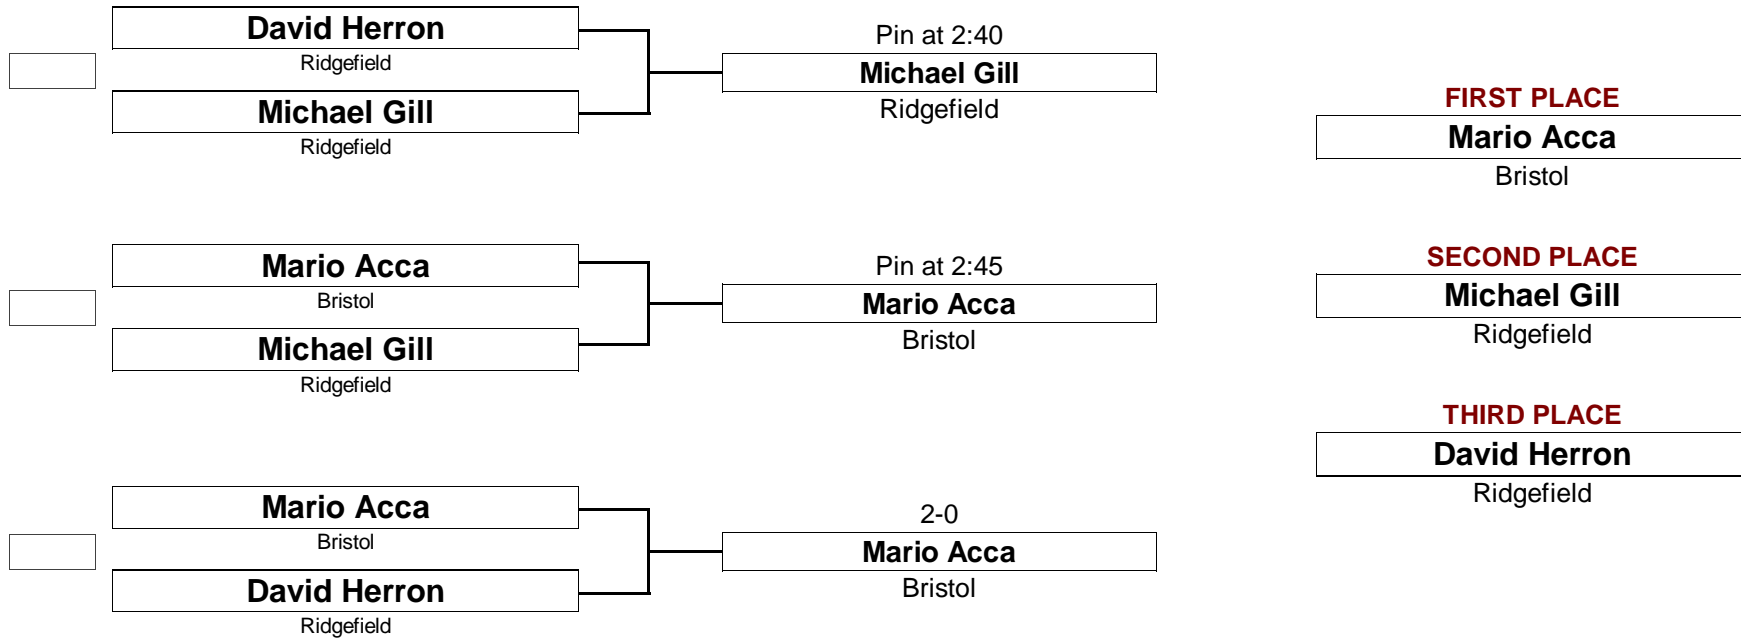 David Herron
Ridgefield
Michael Gill
Ridgefield
Pin at 2:40
Michael Gill
Ridgefield
Mario Acca
Bristol
Michael Gill
Ridgefield
Pin at 2:45
Mario Acca
Bristol
Mario Acca
Bristol
David Herron
Ridgefield
2-0
Mario Acca
Bristol
FIRST PLACE
Mario Acca
Bristol
SECOND PLACE
Michael Gill
Ridgefield
THIRD PLACE
David Herron
Ridgefield